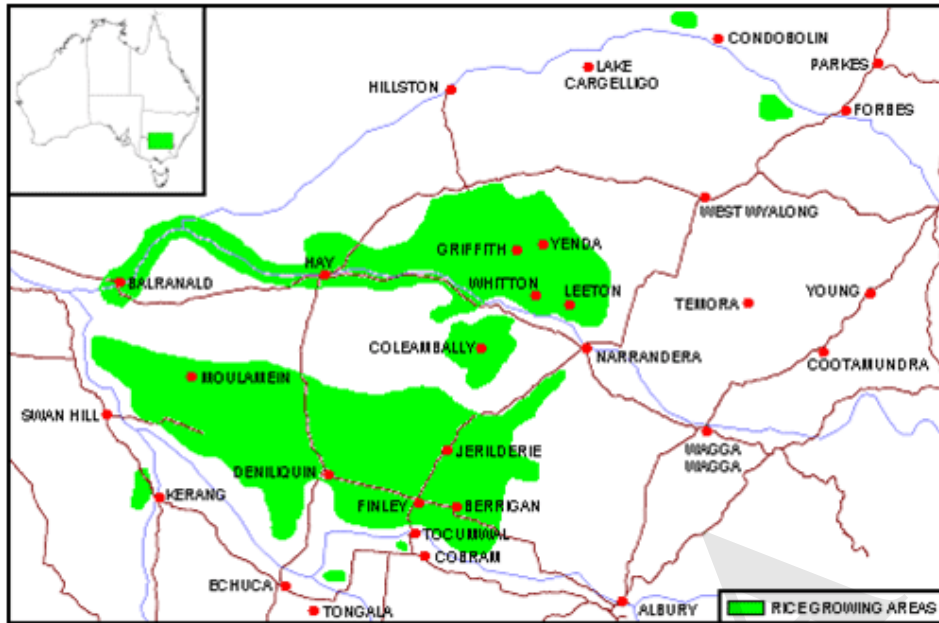 CONDOBOLIN
PARKES
LAKE
CARGELLIGO
HILLSTON
FORBES
WEST WYALONG
GRIFFITH
YENDA
HAY
BALRANALD
WHITTON
LEETON
TEMORA
YOUNG
COLEAMBALLY
NARRANDERA
COOTAMUNDRA
MOULAMEIN
SWAN HILL
WAGGA
WAGGA
JERILDERIE
DENILIQUIN
KERANG
FINLEY
BERRIGAN
TOCUMWAL
COBRAM
ECHUCA
TONGALA
ALBURY
RICE GROWING AREAS